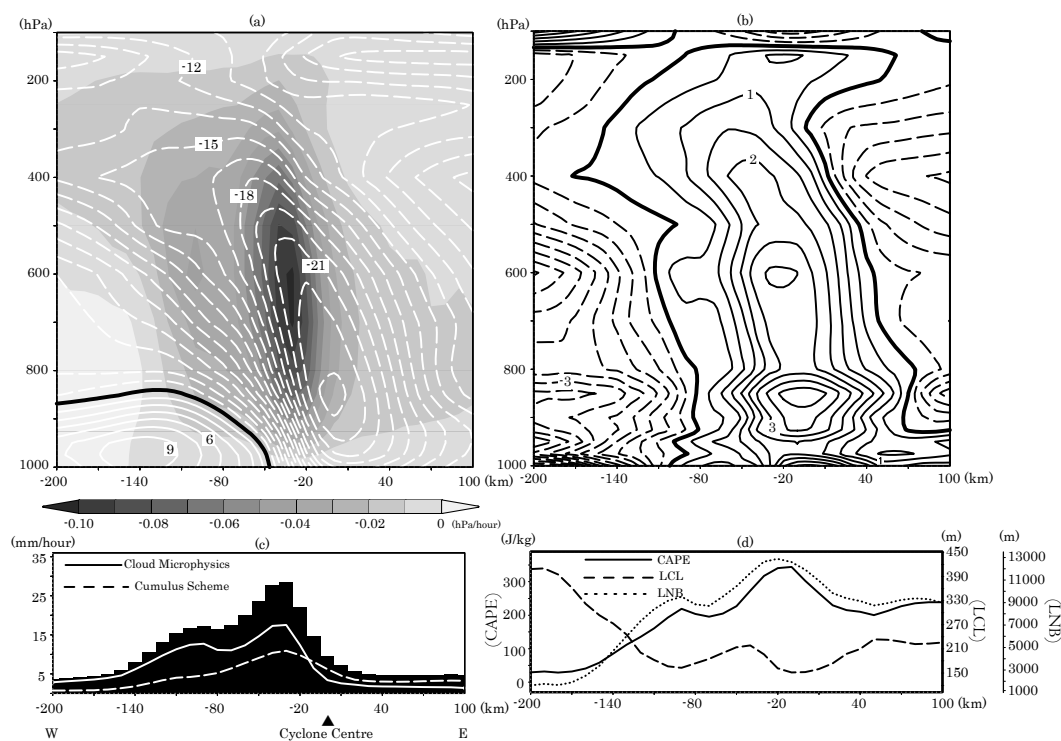 (hPa) (a) (hPa) (b)
-12
200 200
1
-15
2
400 400
-18
-21
600 600
800 800
-3
6 3
9
1000 1000 1
-200 -140 -80 -20 40 100 (km) -200 -140 -80 -20 40 100 (km)
-0.10 -0.08 -0.06 -0.04 -0.02 0 (hPa/hour)
(mm/hour) (c) (J/kg) (d) (m) (m)
35 Cloud Microphysics CAPE 450 13000
Cumulus Scheme 300 LCL 390 11000
25 LNB 330 9000
(CAPE) 200 270 (LCL) 7000 (LNB)
15 210 5000
100 150 3000
5 0 1000
-200 -140 -80 -20 40 100 (km) -200 -140 -80 -20 40 100 (km)
W Cyclone Centre E